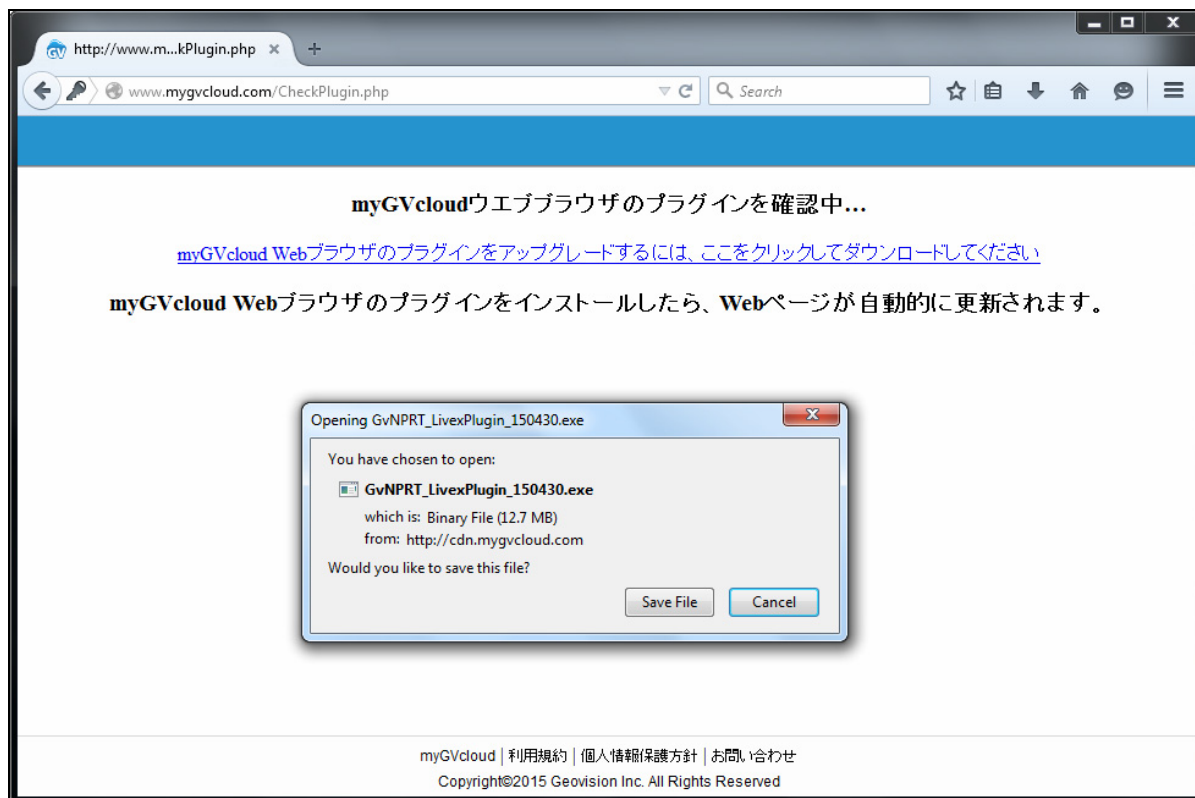 http://www.m...kPlugin.php
www.mygvcloud.com/CheckPlugin.php
Search
myGVcloudウエブブラウザのプラグインを確認中...
myGVcloud Webブラウザのプラグインをアップグレードするには、ここをクリックしてダウンロードしてください
myGVcloud Webブラウザのプラグインをインストールしたら、Webページが自動的に更新されます。
Opening GvNPRT_LivexPlugin_150430.exe
You have chosen to open:
GvNPRT_LivexPlugin_150430.exe
which is: Binary File (12.7 MB)
from: http://cdn.mygvcloud.com
Would you like to save this file?
Save File
Cancel
myGVcloud | 利用規約 | 個人情報保護方針 | お問い合わせ
Copyright©2015 Geovision Inc. All Rights Reserved